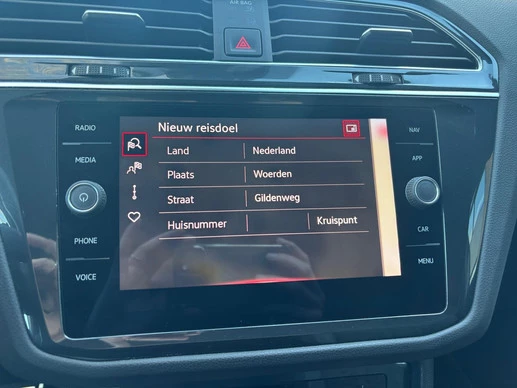 AIR BAG
RADIO
MEDIA
PHONE
VOICE
Nieuw reisdoel
Land Nederland
Plaats Woerden
Straat Gildenweg
Huisnummer Kruispunt
NAV
APP
CAR
MENU